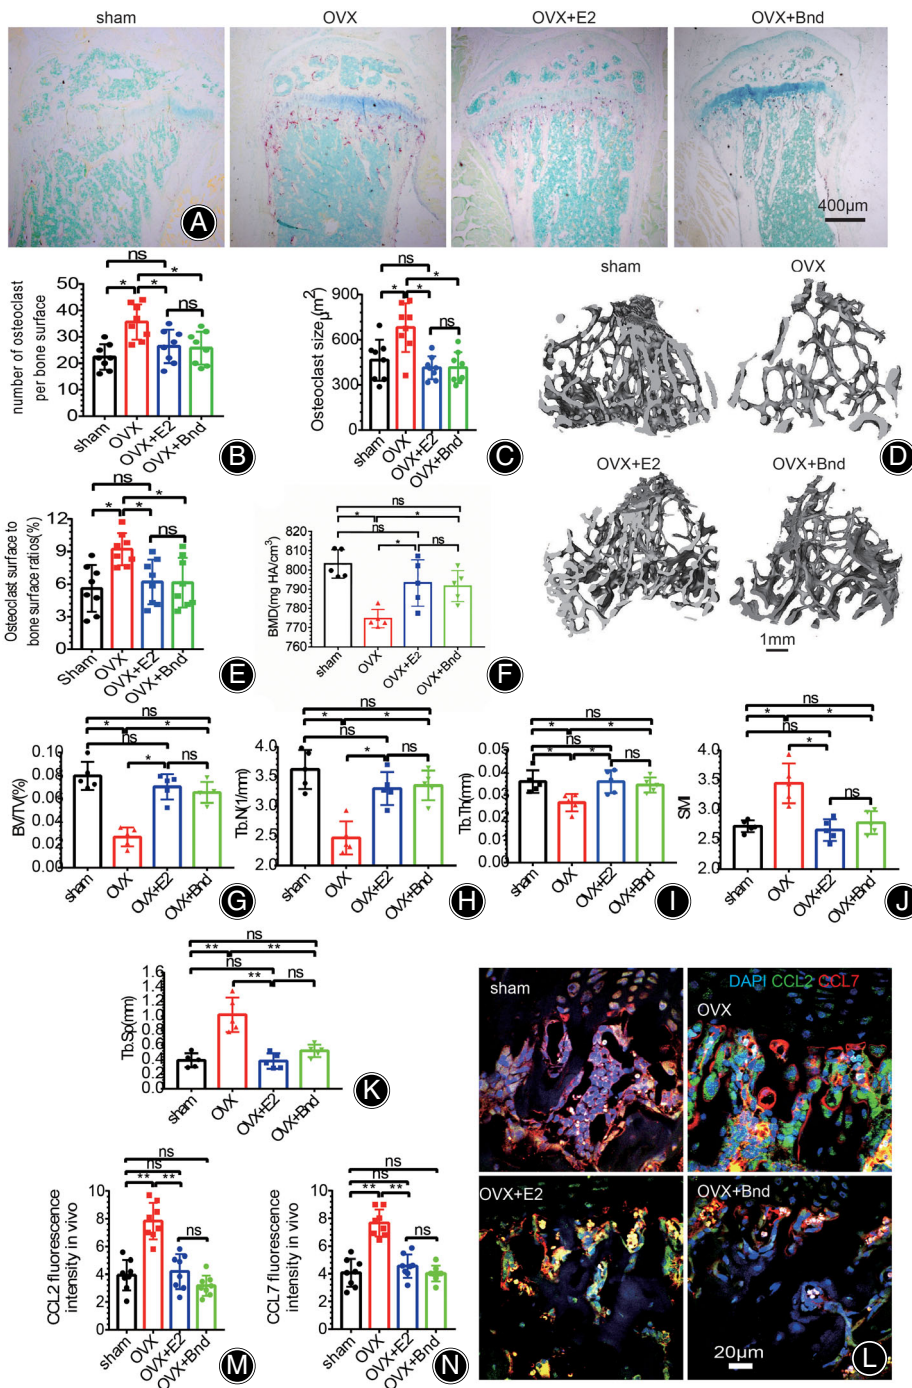 sham OVX OVX+E2 OVX+Bnd
400μm
A
ns
* * *
ns
number of osteoclast
per bone surface
50
40
30
20
10
0
sham OVX OVX+E2 OVX+Bnd
B
ns
* * *
ns
Osteoclast size μm²)
900
600
300
0
sham OVX OVX+E2 OVX+Bnd
C
sham OVX
OVX+E2 OVX+Bnd
1mm
D
ns
* * *
ns
Osteoclast surface to
bone surface ratios(%)
12
9
6
3
0
Sham OVX OVX+E2 OVX+Bnd
E
ns
* *
ns
* ns
BMD(mg HA/cm³)
820
810
800
790
780
770
760
sham OVX OVX+E2 OVX+Bnd
F
ns
* *
ns
* ns
BV/TV(%)
0.10
0.08
0.06
0.04
0.02
0.00
sham OVX OVX+E2 OVX+Bnd
G
ns
* *
ns
* ns
Tb.N(1/mm)
4.0
3.5
3.0
2.5
2.0
sham OVX OVX+E2 OVX+Bnd
H
ns
* *
ns
* * ns
Tb.Th(mm)
0.05
0.04
0.03
0.02
0.01
0.00
sham OVX OVX+E2 OVX+Bnd
I
ns
* *
ns
*
ns
SMI
4.0
3.5
3.0
2.5
2.0
sham OVX OVX+E2 OVX+Bnd
J
ns
** **
ns
** ns
Tb.Sp(mm)
1.6
1.4
1.2
1.0
0.8
0.6
0.4
0.2
0.0
sham OVX OVX+E2 OVX+Bnd
K
sham
DAPI CCL2 CCL7
OVX
OVX+E2 OVX+Bnd
20μm
L
ns
ns
** **
ns
CCL2 fluorescence
intensity in vivo
10
8
6
4
2
0
sham OVX OVX+E2 OVX+Bnd
M
ns
ns
** **
ns
CCL7 fluorescence
intensity in vivo
10
8
6
4
2
0
sham OVX OVX+E2 OVX+Bnd
N